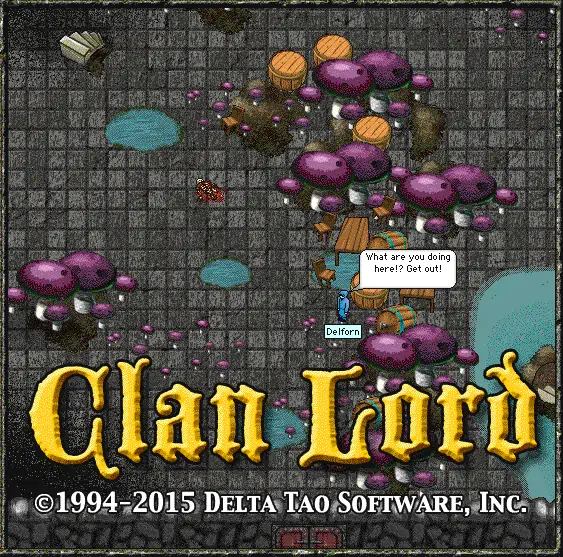 What are you doing
here!? Get out!
Delforn
Clan Lord
©1994-2015 Delta Tao Software, Inc.